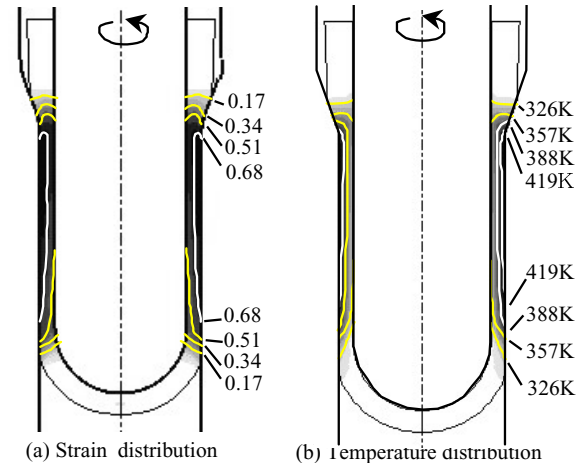 0.17
0.34
0.51
0.68
0.68
0.51
0.34
0.17
(a) Strain distribution
326K
357K
388K
419K
419K
388K
357K
326K
(b) Temperature distribution